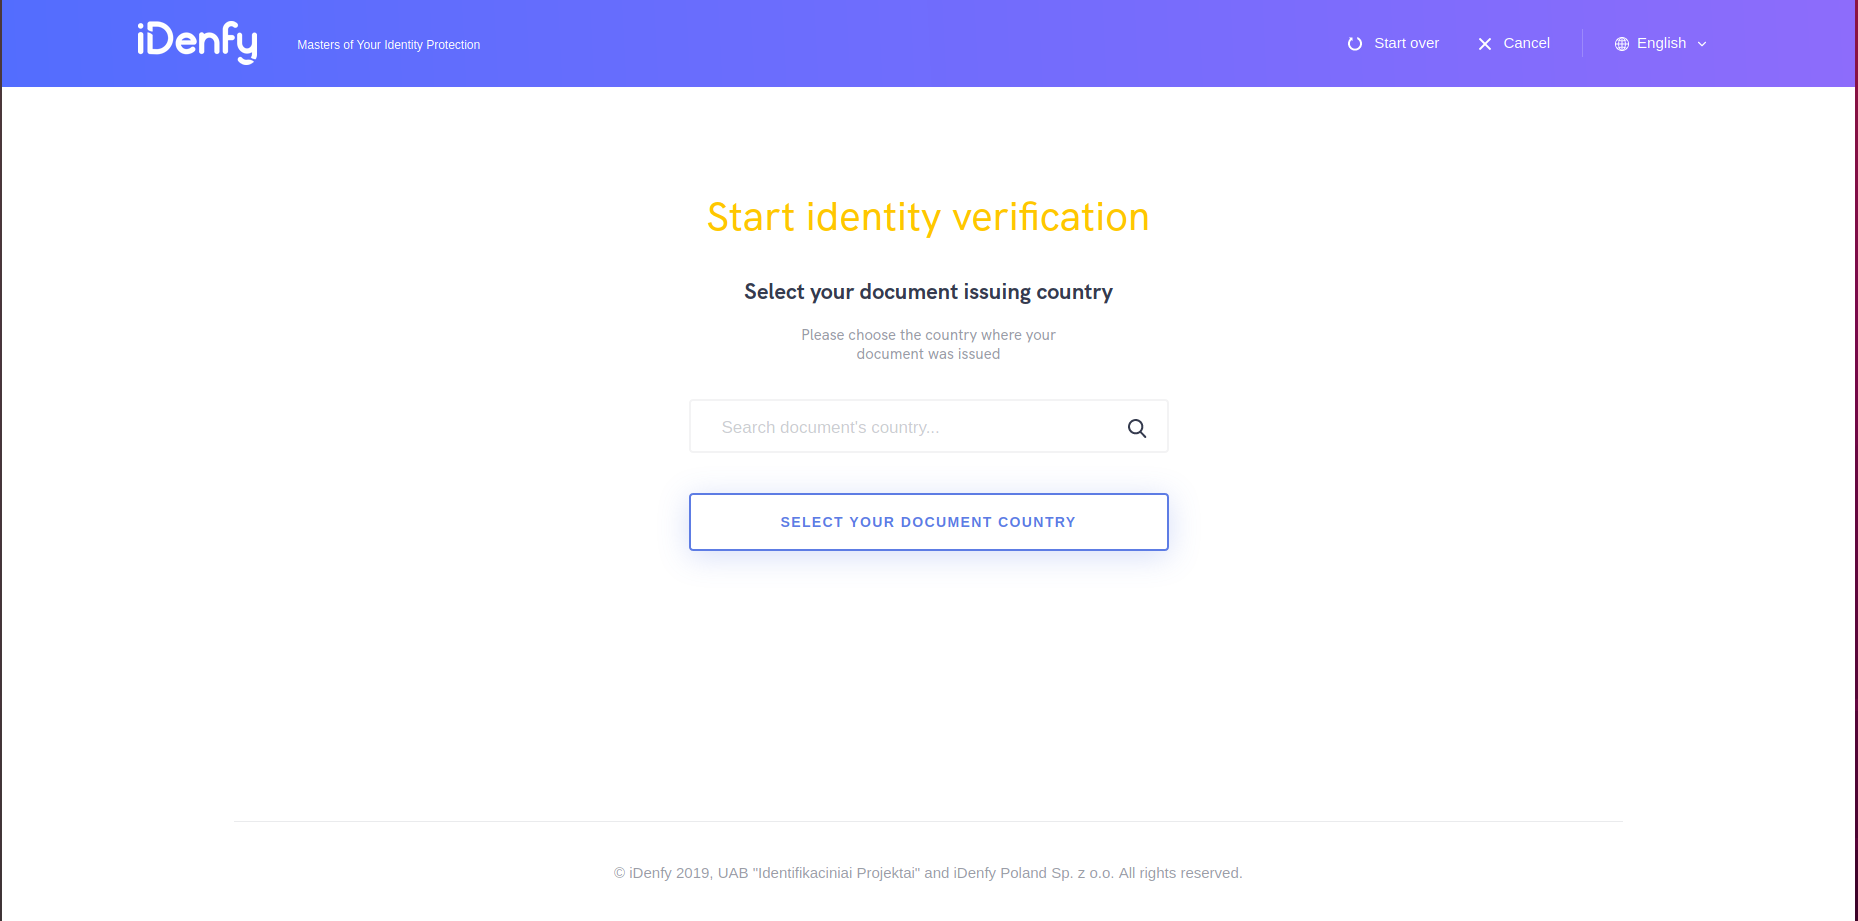 iDenfy
Masters of Your Identity Protection
Start over
Cancel
English
Start identity verification
Select your document issuing country
Please choose the country where your
document was issued
Search document's country...
SELECT YOUR DOCUMENT COUNTRY
© iDenfy 2019, UAB "Identifikaciniai Projektai" and iDenfy Poland Sp. z o.o. All rights reserved.